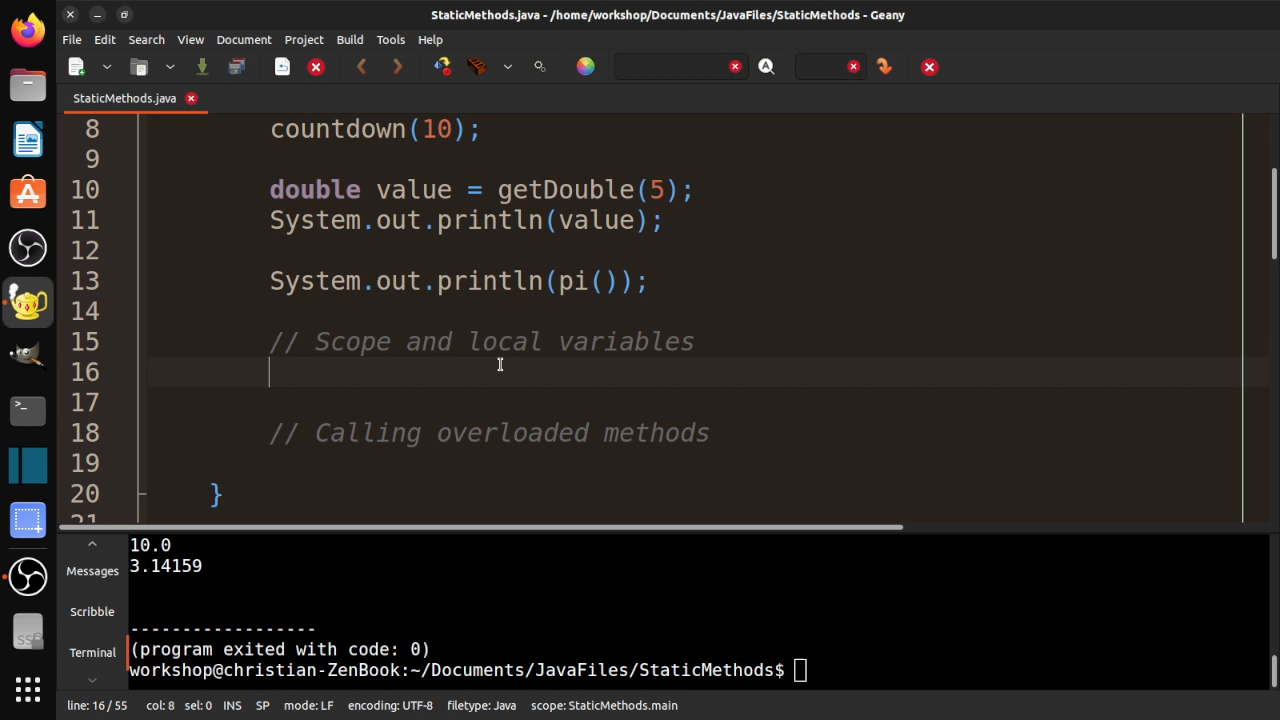 StaticMethods.java - /home/workshop/Documents/JavaFiles/StaticMethods - Geany
File Edit Search View Document Project Build Tools Help
StaticMethods.java
8 countdown(10);
9
10 double value = getDouble(5);
11 System.out.println(value);
12
13 System.out.println(pi());
14
15 // Scope and local variables
16
17
18 // Calling overloaded methods
19
20 }
21
Messages
Scribble
Terminal
10.0
3.14159
------------------
(program exited with code: 0)
workshop@christian-ZenBook:~/Documents/JavaFiles/StaticMethods$
line: 16 / 55 col: 8 sel: 0 INS SP mode: LF encoding: UTF-8 filetype: Java scope: StaticMethods.main